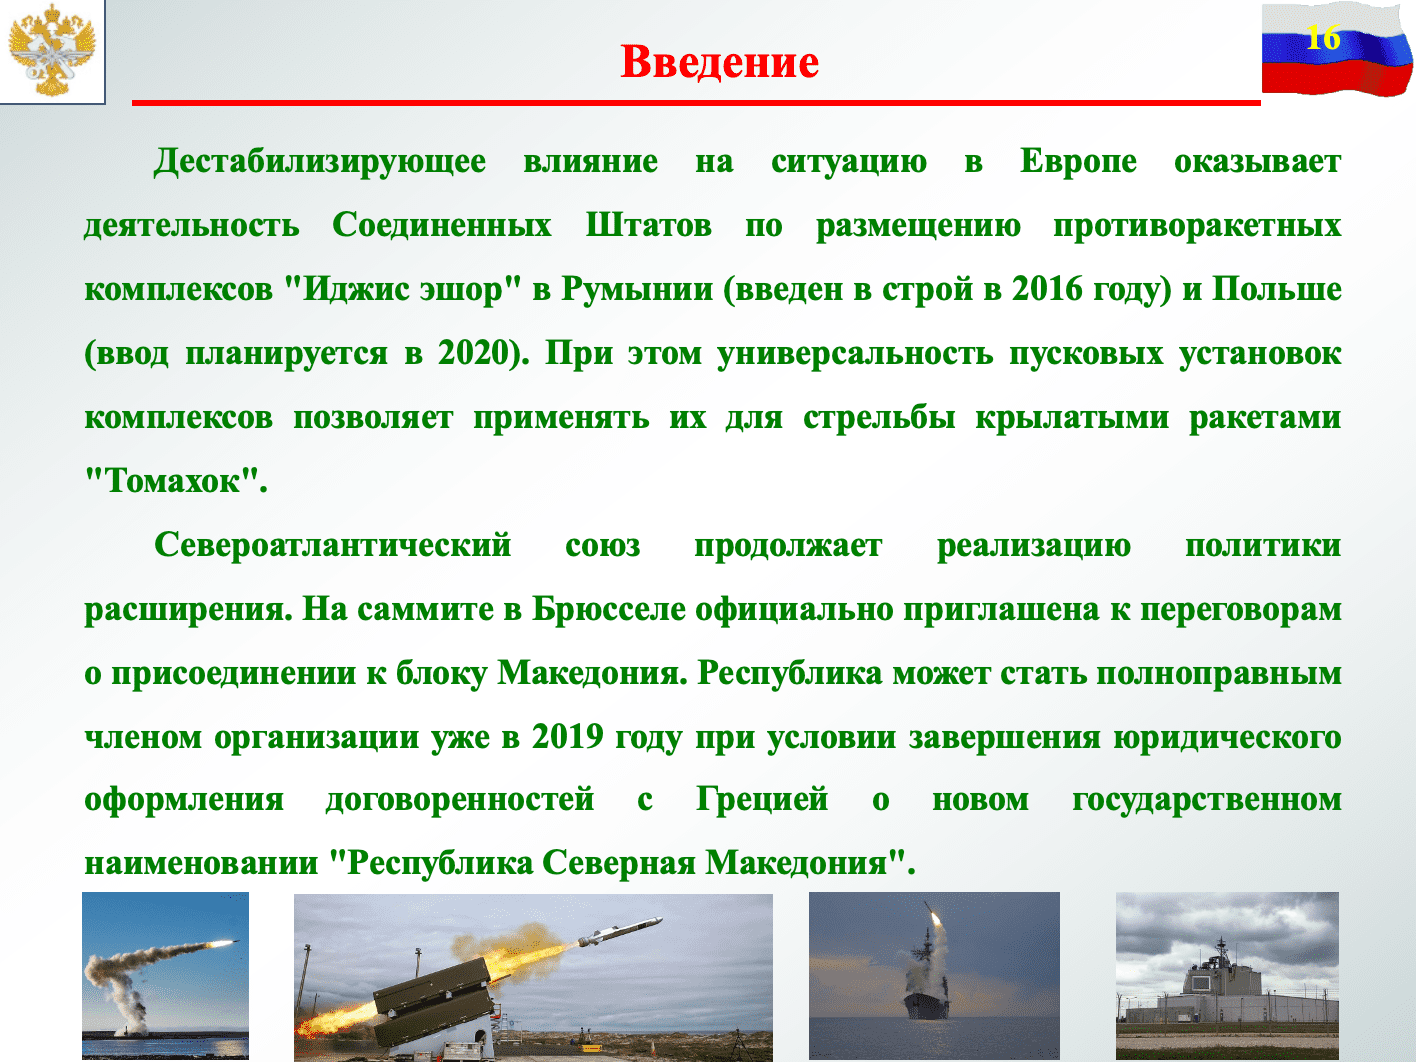 Введение
16
Дестабилизирующее влияние на ситуацию в Европе оказывает
деятельность Соединенных Штатов по размещению противоракетных
комплексов "Иджис эшор" в Румынии (введен в строй в 2016 году) и Польше
(ввод планируется в 2020). При этом универсальность пусковых установок
комплексов позволяет применять их для стрельбы крылатыми ракетами
"Томахок".
Североатлантический союз продолжает реализацию политики
расширения. На саммите в Брюсселе официально приглашена к переговорам
о присоединении к блоку Македония. Республика может стать полноправным
членом организации уже в 2019 году при условии завершения юридического
оформления договоренностей с Грецией о новом государственном
наименовании "Республика Северная Македония".